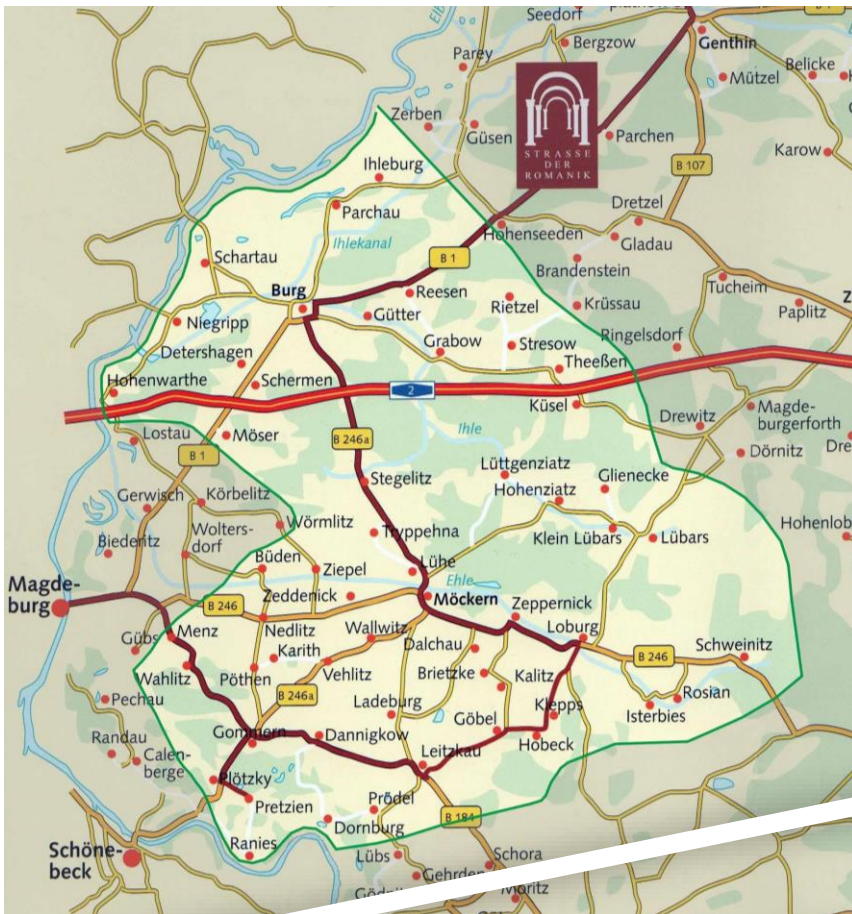 Seedorf
B 1
Bergzow
Genthin
Parey
Belicke
Mützel
Zerben
Güsen
Parchen
STRASSE
DER
ROMANIK
Karow
B 107
Ihleburg
Parchau
Dretzel
Hohenseeden
Gladau
Ihlekanal
Schartau
B 1
Brandenstein
Tucheim
Burg
Reesen
Rietzel
Krüssau
Paplitz
Niegripp
Gütter
Ringelsdorf
Detershagen
Grabow
Stresow
Theeßen
Hohenwarthe
Schermen
2
Küsel
Magde-
burgerforth
Lostau
Möser
Ihle
Drewitz
B 246a
B 1
Dörnitz
Stegelitz
Lüttgenziatz
Glienecke
Gerwisch
Körbelitz
Hohenziatz
Wörmlitz
Wolters-
dorf
Tryppehna
Klein Lübars
Lübars
Biederitz
Büden
Ziepel
Lühe
Ehle
Magde-
burg
Zeddenick
Möckern
B 246
Zeppernick
Nedlitz
Wallwitz
Loburg
Gübs
Menz
Dalchau
B 246
Schweinitz
Karith
Wahlitz
Pöthen
Vehlitz
Brietzke
Kalitz
Pechau
B 246a
Rosian
Ladeburg
Klepps
Isterbies
Göbel
Randau
Gommern
Dannigkow
Hobeck
Calen-
berge
Leitzkau
Plötzky
Pretzien
Prödel
Dornburg
B 184
Schöne-
beck
Ranies
Lübs
Schora
Gehrden
Moritz